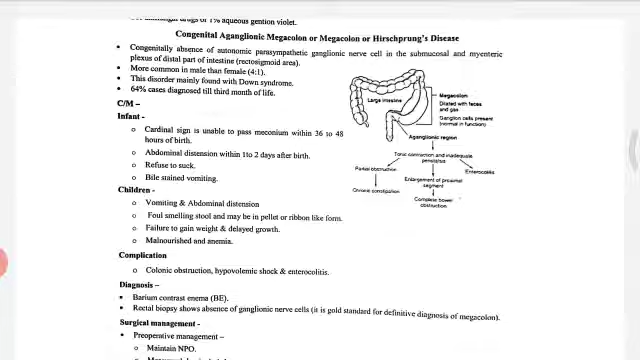 drugs or 1% aqueous gention violet.
Congenital Aganglionic Megacolon or Megacolon or Hirschprung's Disease
• Congenitally absence of autonomic parasympathetic ganglionic nerve cell in the submucosal and myenteric
plexus of distal part of intestine (rectosigmoid area).
• More common in male than female (4:1).
• This disorder mainly found with Down syndrome.
• 64% cases diagnosed till third month of life.
C/M –
Infant -
o Cardinal sign is unable to pass meconium within 36 to 48
hours of birth.
o Abdominal distension within 1to 2 days after birth.
o Refuse to suck.
o Bile stained vomiting.
Children -
o Vomiting & Abdominal distension
o Foul smelling stool and may be in pellet or ribbon like form.
o Failure to gain weight & delayed growth.
o Malnourished and anemia.
Large intestine
Megacolon
Dilated with feces
and gas
Ganglion cells present
(normal in function)
Aganglionic region
Tonic contraction and inadequate
peristalsis
Partial obstruction
Enterocolitis
Enlargement of proximal
segment
Chronic constipation
Complete bowel
obstruction
Complication
o Colonic obstruction, hypovolemic shock & enterocolitis.
Diagnosis –
• Barium contrast enema (BE).
• Rectal biopsy shows absence of ganglionic nerve cells (it is gold standard for definitive diagnosis of megacolon).
Surgical management -
• Preoperative management –
o Maintain NPO.